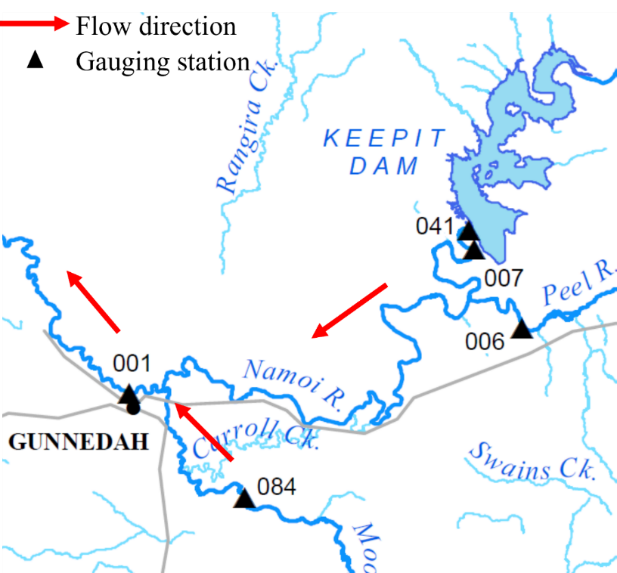 Flow direction
Gauging station
Rangira Ck.
KEEPIT
DAM
041
007
Peel R.
006
001
Namoi R.
GUNNEDAH
Carroll Ck.
Swains Ck.
084
Moo